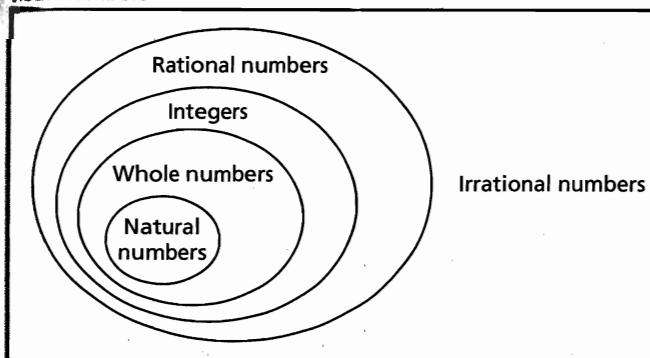 Rational numbers
Integers
Whole numbers
Irrational numbers
Natural
numbers